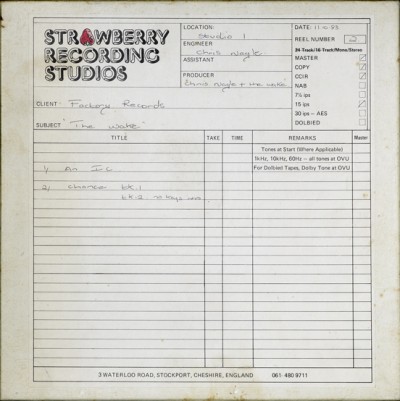 STRAWBERRY
RECORDING
STUDIOS
LOCATION:
Studio 1
ENGINEER
Chris Nagle
ASSISTANT
PRODUCER
Chris Nagle + the wake
DATE: 11-0-83
REEL NUMBER 2
24 Track/16 Track/Mono/Stereo
MASTER
COPY
CCIR
NAB
7½ ips
15 ips
30 ips – AES
DOLBIED
CLIENT: Factory Records
SUBJECT "The wake"
TITLE TAKE TIME REMARKS Master
Tones at Start (Where Applicable)
1kHz, 10kHz, 60Hz – all tones at OVU
For Dolbied Tapes, Dolby Tone at OVU
1) An
2) Chance bk.1
bk.2 no keys
3 WATERLOO ROAD, STOCKPORT, CHESHIRE, ENGLAND 061-480 9711